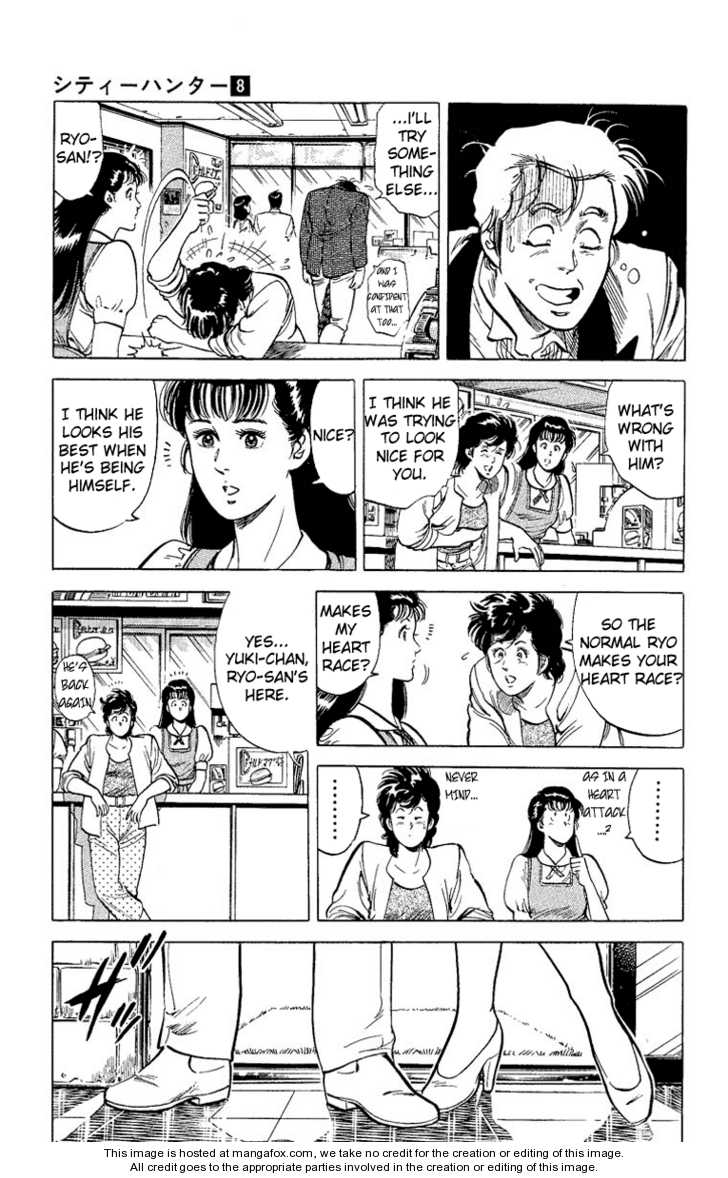 シティーハンター8
...I'LL
TRY
SOME-
THING
ELSE...
AND I
WAS
CONFIDENT
AT THAT
TOO...
RYO-
SAN!?
WHAT'S
WRONG
WITH
HIM?
I THINK HE
WAS TRYING
TO LOOK
NICE FOR
YOU.
NICE?
I THINK HE
LOOKS HIS
BEST WHEN
HE'S BEING
HIMSELF.
SO THE
NORMAL RYO
MAKES YOUR
HEART RACE?
MAKES
MY
HEART
RACE?
YES...
YUKI-CHAN,
RYO-SAN'S
HERE.
HE'S
BACK
AGAIN
........
AS IN A
HEART
ATTACK
...?
NEVER
MIND...
........
This image is hosted at mangafox.com, we take no credit for the creation or editing of this image.
All credit goes to the appropriate parties involved in the creation or editing of this image.